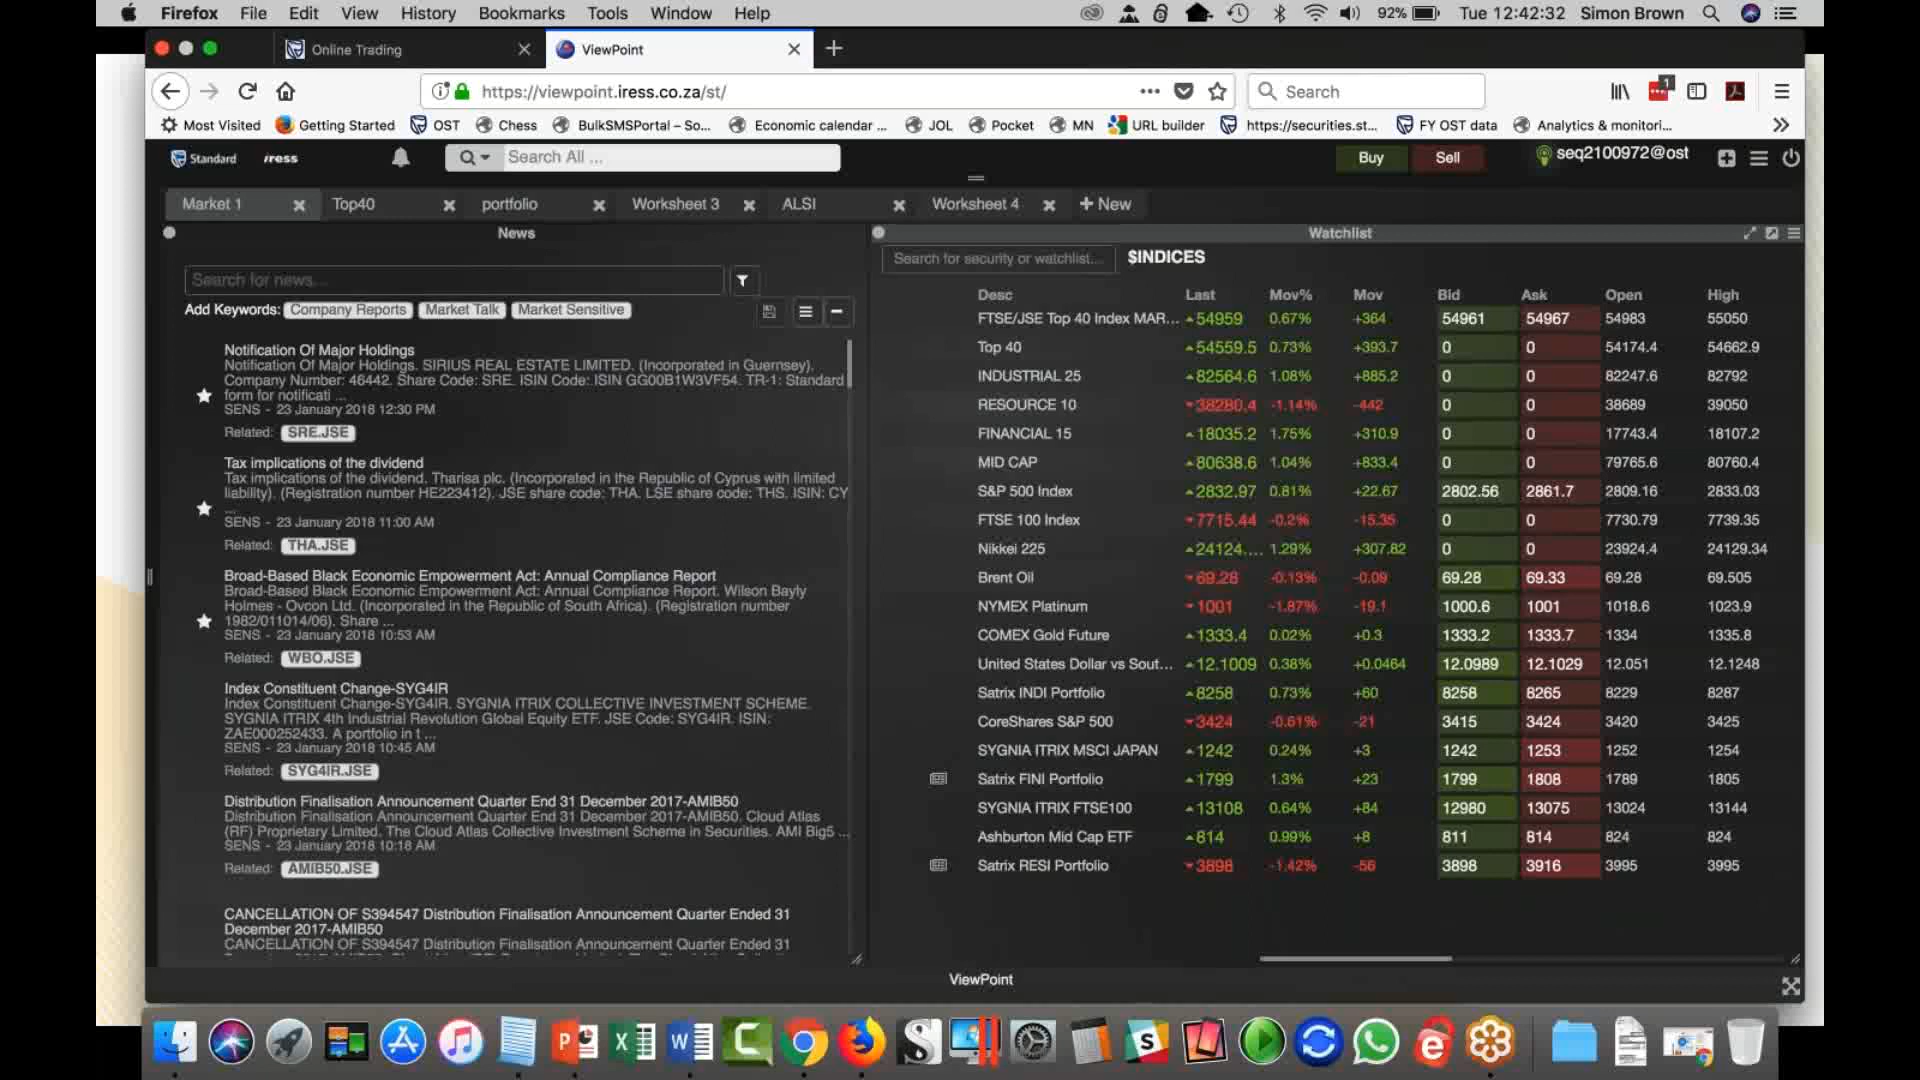 Firefox File Edit View History Bookmarks Tools Window Help 92% Tue 12:42:32 Simon Brown
Online Trading ViewPoint
https://viewpoint.iress.co.za/st/ Search 1
Most Visited Getting Started OST Chess BulkSMSPortal – So... Economic calendar ... JOL Pocket MN URL builder https://securities.st... FY OST data Analytics & monitori...
Standard iress Search All ... Buy Sell seq2100972@ost
Market 1 Top40 portfolio Worksheet 3 ALSI Worksheet 4 New
News
Search for news...
Add Keywords: Company Reports Market Talk Market Sensitive
Notification Of Major Holdings
Notification Of Major Holdings. SIRIUS REAL ESTATE LIMITED. (Incorporated in Guernsey).
Company Number: 46442. Share Code: SRE. ISIN Code: ISIN GG00B1W3VF54. TR-1: Standard
form for notificati ...
SENS - 23 January 2018 12:30 PM
Related: SRE.JSE
Tax implications of the dividend
Tax implications of the dividend. Tharisa plc. (Incorporated in the Republic of Cyprus with limited
liability). (Registration number HE223412). JSE share code: THA. LSE share code: THS. ISIN: CY
...
SENS - 23 January 2018 11:00 AM
Related: THA.JSE
Broad-Based Black Economic Empowerment Act: Annual Compliance Report
Broad-Based Black Economic Empowerment Act: Annual Compliance Report. Wilson Bayly
Holmes - Ovcon Ltd. (Incorporated in the Republic of South Africa). (Registration number
1982/011014/06). Share ...
SENS - 23 January 2018 10:53 AM
Related: WBO.JSE
Index Constituent Change-SYG4IR
Index Constituent Change-SYG4IR. SYGNIA ITRIX COLLECTIVE INVESTMENT SCHEME.
SYGNIA ITRIX 4th Industrial Revolution Global Equity ETF. JSE Code: SYG4IR. ISIN:
ZAE000252433. A portfolio in t ...
SENS - 23 January 2018 10:45 AM
Related: SYG4IR.JSE
Distribution Finalisation Announcement Quarter End 31 December 2017-AMIB50
Distribution Finalisation Announcement Quarter End 31 December 2017-AMIB50. Cloud Atlas
(RF) Proprietary Limited. The Cloud Atlas Collective Investment Scheme in Securities. AMI Big5 ...
SENS - 23 January 2018 10:18 AM
Related: AMIB50.JSE
CANCELLATION OF S394547 Distribution Finalisation Announcement Quarter Ended 31
December 2017-AMIB50
CANCELLATION OF S394547 Distribution Finalisation Announcement Quarter Ended 31
Watchlist
Search for security or watchlist... $INDICES
Desc Last Mov% Mov Bid Ask Open High
FTSE/JSE Top 40 Index MAR... 54959 0.67% +364 54961 54967 54983 55050
Top 40 54559.5 0.73% +393.7 0 0 54174.4 54662.9
INDUSTRIAL 25 82564.6 1.08% +885.2 0 0 82247.6 82792
RESOURCE 10 38280.4 -1.14% -442 0 0 38689 39050
FINANCIAL 15 18035.2 1.75% +310.9 0 0 17743.4 18107.2
MID CAP 80638.6 1.04% +833.4 0 0 79765.6 80760.4
S&P 500 Index 2832.97 0.81% +22.67 2802.56 2861.7 2809.16 2833.03
FTSE 100 Index 7715.44 -0.2% -15.35 0 0 7730.79 7739.35
Nikkei 225 24124.... 1.29% +307.82 0 0 23924.4 24129.34
Brent Oil 69.28 -0.13% -0.09 69.28 69.33 69.28 69.505
NYMEX Platinum 1001 -1.87% -19.1 1000.6 1001 1018.6 1023.9
COMEX Gold Future 1333.4 0.02% +0.3 1333.2 1333.7 1334 1335.8
United States Dollar vs Sout... 12.1009 0.38% +0.0464 12.0989 12.1029 12.051 12.1248
Satrix INDI Portfolio 8258 0.73% +60 8258 8265 8229 8287
CoreShares S&P 500 3424 -0.61% -21 3415 3424 3420 3425
SYGNIA ITRIX MSCI JAPAN 1242 0.24% +3 1242 1253 1252 1254
Satrix FINI Portfolio 1799 1.3% +23 1799 1808 1789 1805
SYGNIA ITRIX FTSE100 13108 0.64% +84 12980 13075 13024 13144
Ashburton Mid Cap ETF 814 0.99% +8 811 814 824 824
Satrix RESI Portfolio 3898 -1.42% -56 3898 3916 3995 3995
ViewPoint